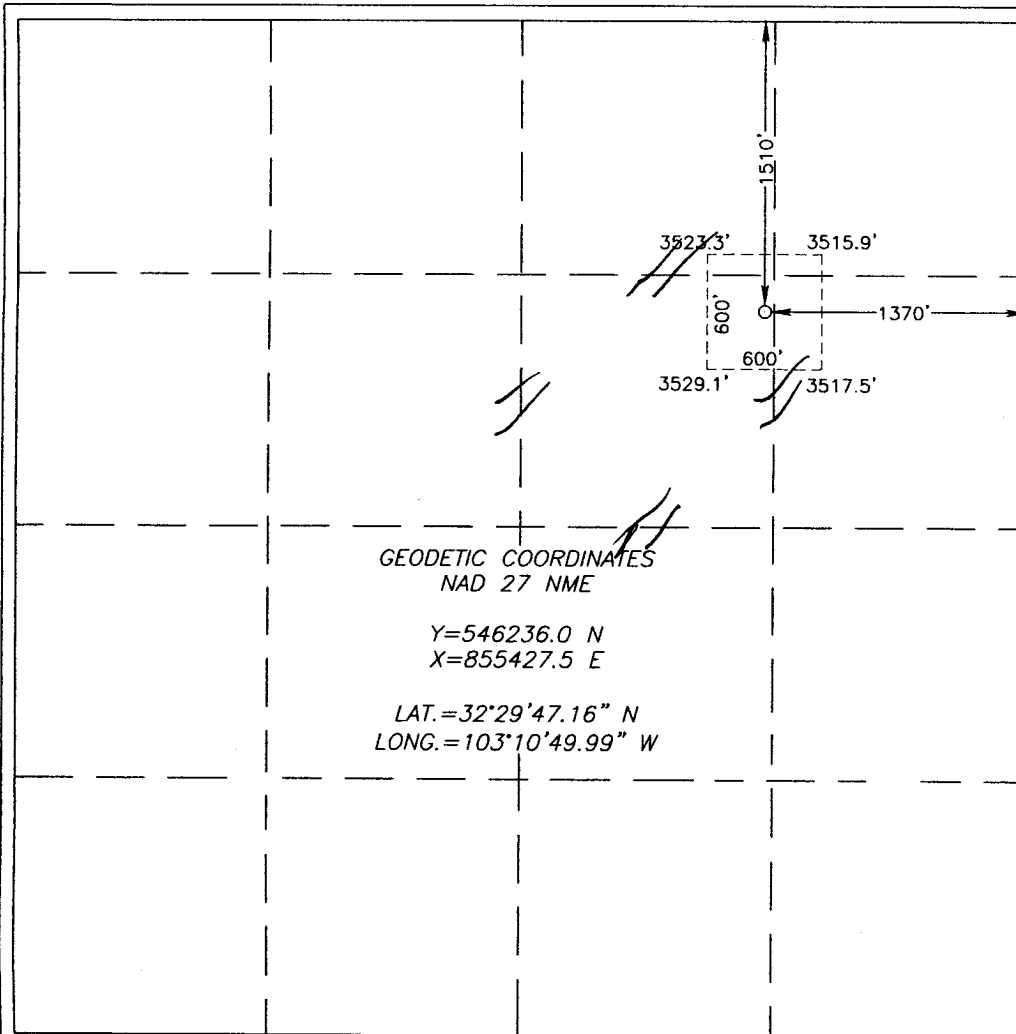 1510'
3523.3' 3515.9'
600'
1370'
600'
3529.1' 3517.5'
GEODETIC COORDINATES
NAD 27 NME
Y=546236.0 N
X=855427.5 E
LAT.=32°29'47.16" N
LONG.=103°10'49.99" W